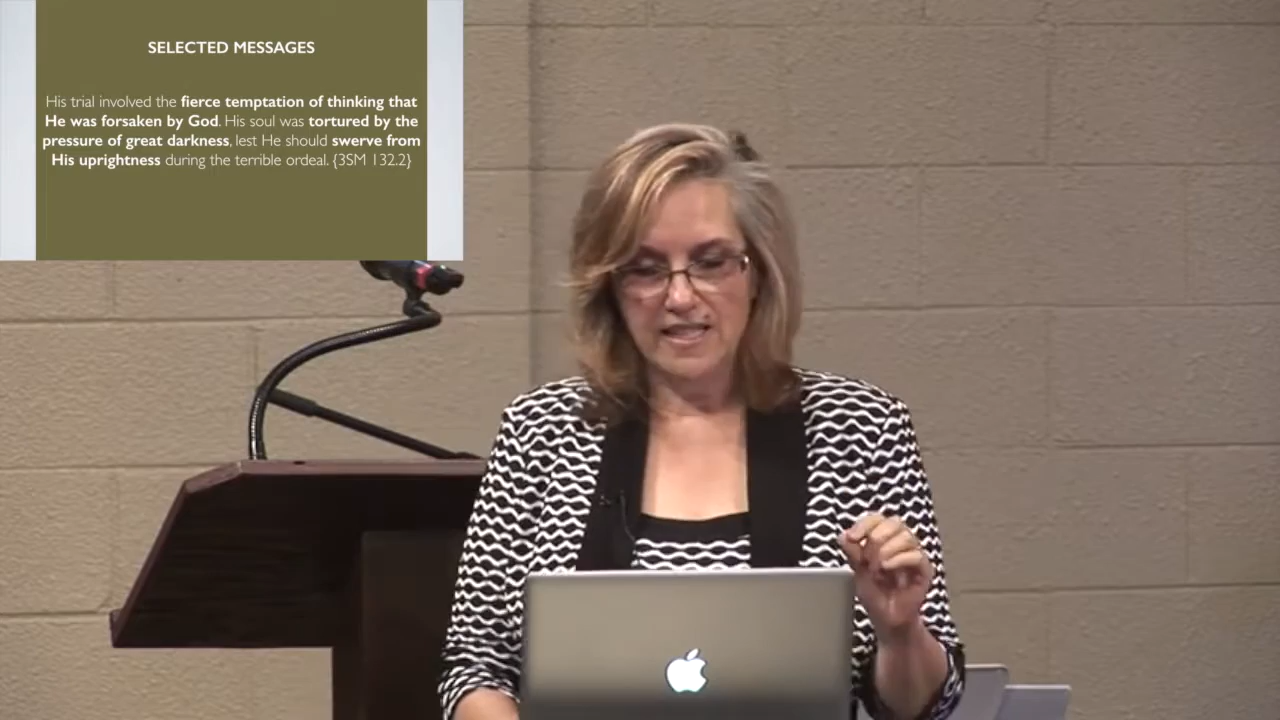 SELECTED MESSAGES
His trial involved the fierce temptation of thinking that
He was forsaken by God. His soul was tortured by the
pressure of great darkness, lest He should swerve from
His uprightness during the terrible ordeal. {3SM 132.2}